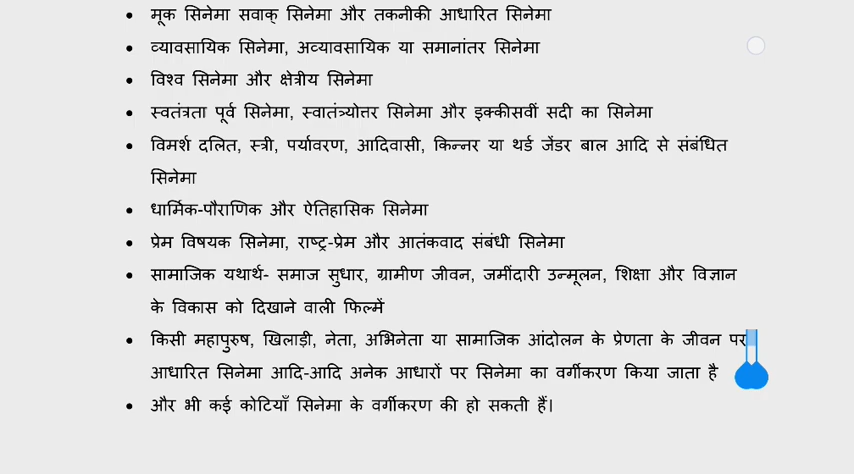 • मूक सिनेमा सवाक् सिनेमा और तकनीकी आधारित सिनेमा
• व्यावसायिक सिनेमा, अव्यावसायिक या समानांतर सिनेमा
• विश्व सिनेमा और क्षेत्रीय सिनेमा
• स्वतंत्रता पूर्व सिनेमा, स्वातंत्र्योत्तर सिनेमा और इक्कीसवीं सदी का सिनेमा
• विमर्श दलित, स्त्री, पर्यावरण, आदिवासी, किन्नर या थर्ड जेंडर बाल आदि से संबंधित
सिनेमा
• धार्मिक-पौराणिक और ऐतिहासिक सिनेमा
• प्रेम विषयक सिनेमा, राष्ट्र-प्रेम और आतंकवाद संबंधी सिनेमा
• सामाजिक यथार्थ- समाज सुधार, ग्रामीण जीवन, जमींदारी उन्मूलन, शिक्षा और विज्ञान
के विकास को दिखाने वाली फिल्में
• किसी महापुरुष, खिलाड़ी, नेता, अभिनेता या सामाजिक आंदोलन के प्रेणता के जीवन पर
आधारित सिनेमा आदि-आदि अनेक आधारों पर सिनेमा का वर्गीकरण किया जाता है
• और भी कई कोटियाँ सिनेमा के वर्गीकरण की हो सकती हैं।